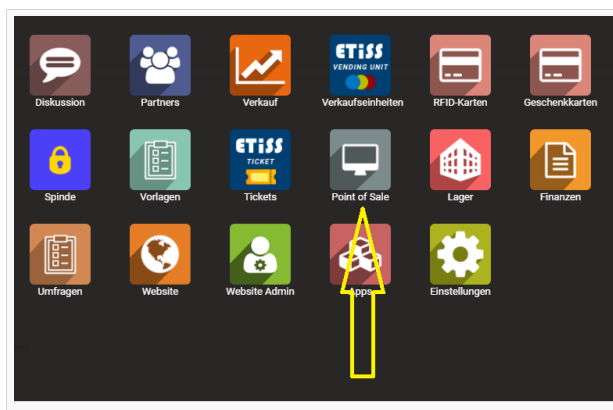 ETiSS
VENDING UNIT
Diskussion Partners Verkauf Verkaufseinheiten RFID-Karten Geschenkkarten
ETiSS
TICKET
Spinde Vorlagen Tickets Point of Sale Lager Finanzen
Umfragen Website Website Admin Apps Einstellungen